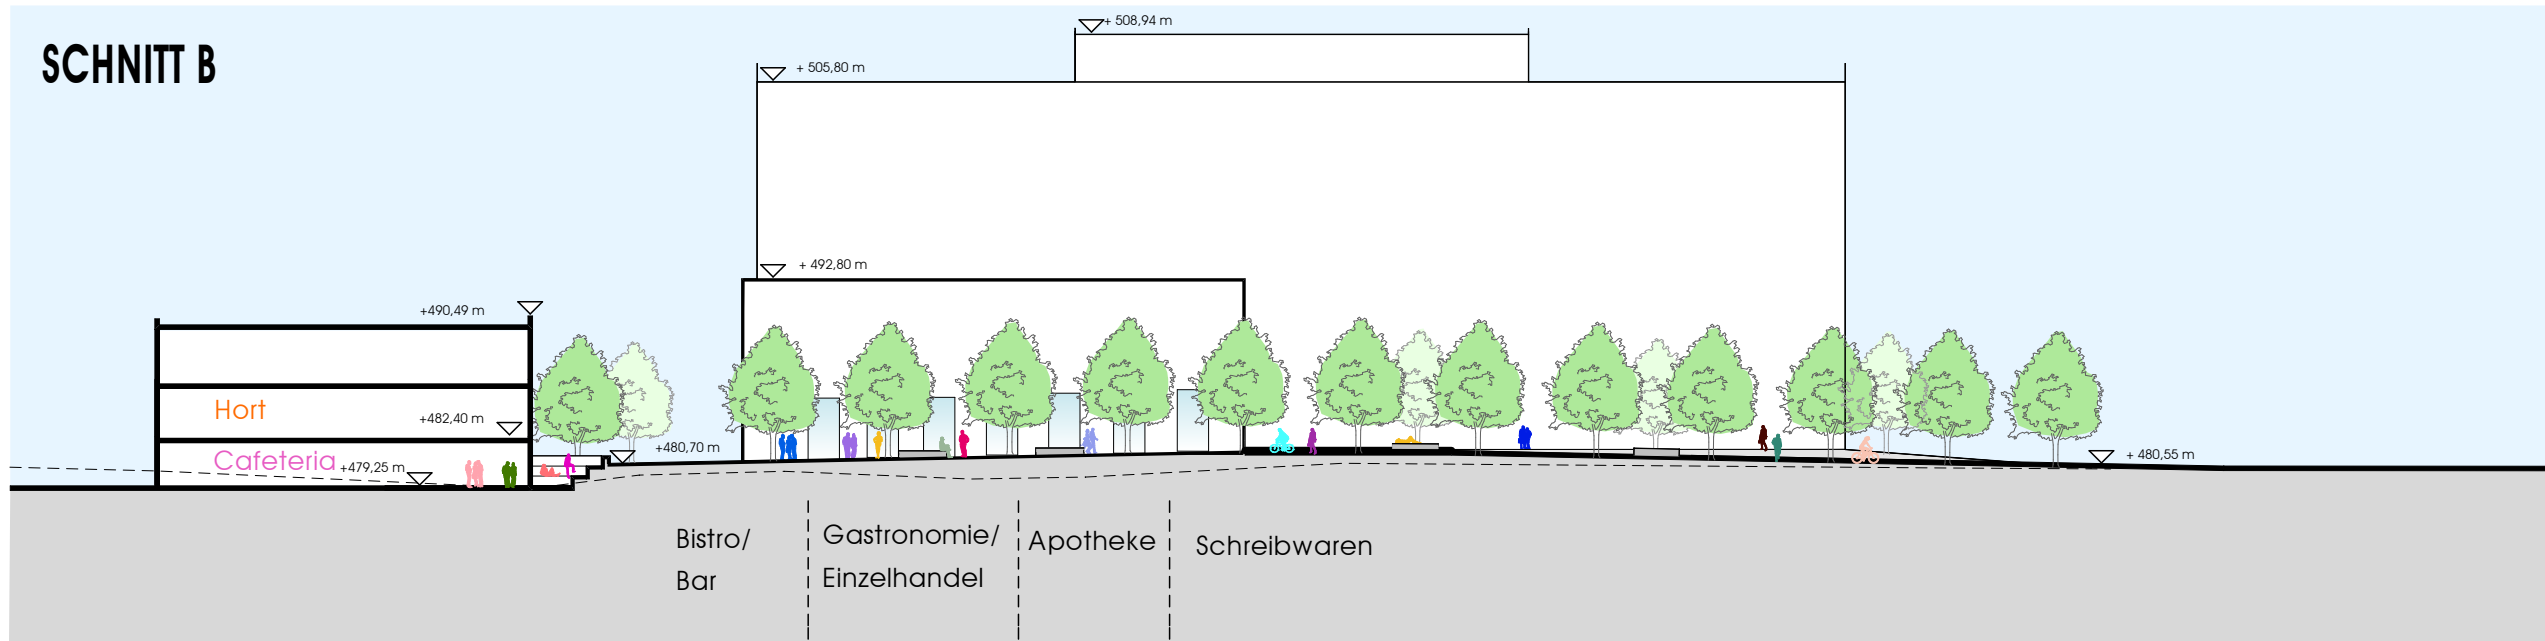 SCHNITT B
+ 508,94 m
+ 505,80 m
+ 492,80 m
+490,49 m
Hort
+482,40 m
Cafeteria
+479,25 m
+480,70 m
+ 480,55 m
Bistro/
Bar
Gastronomie/
Einzelhandel
Apotheke
Schreibwaren